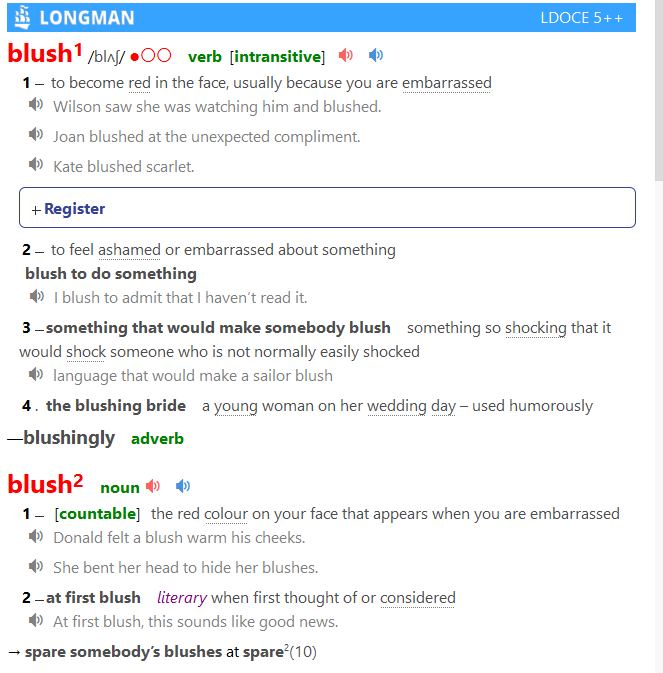 LONGMAN LDOCE 5++
blush1 /blʌʃ/ ●○○ verb [intransitive]
1 – to become red in the face, usually because you are embarrassed
Wilson saw she was watching him and blushed.
Joan blushed at the unexpected compliment.
Kate blushed scarlet.
+ Register
2 – to feel ashamed or embarrassed about something
blush to do something
I blush to admit that I haven’t read it.
3 – something that would make somebody blush something so shocking that it
would shock someone who is not normally easily shocked
language that would make a sailor blush
4 . the blushing bride a young woman on her wedding day – used humorously
—blushingly adverb
blush2 noun
1 – [countable] the red colour on your face that appears when you are embarrassed
Donald felt a blush warm his cheeks.
She bent her head to hide her blushes.
2 – at first blush literary when first thought of or considered
At first blush, this sounds like good news.
→ spare somebody’s blushes at spare2(10)